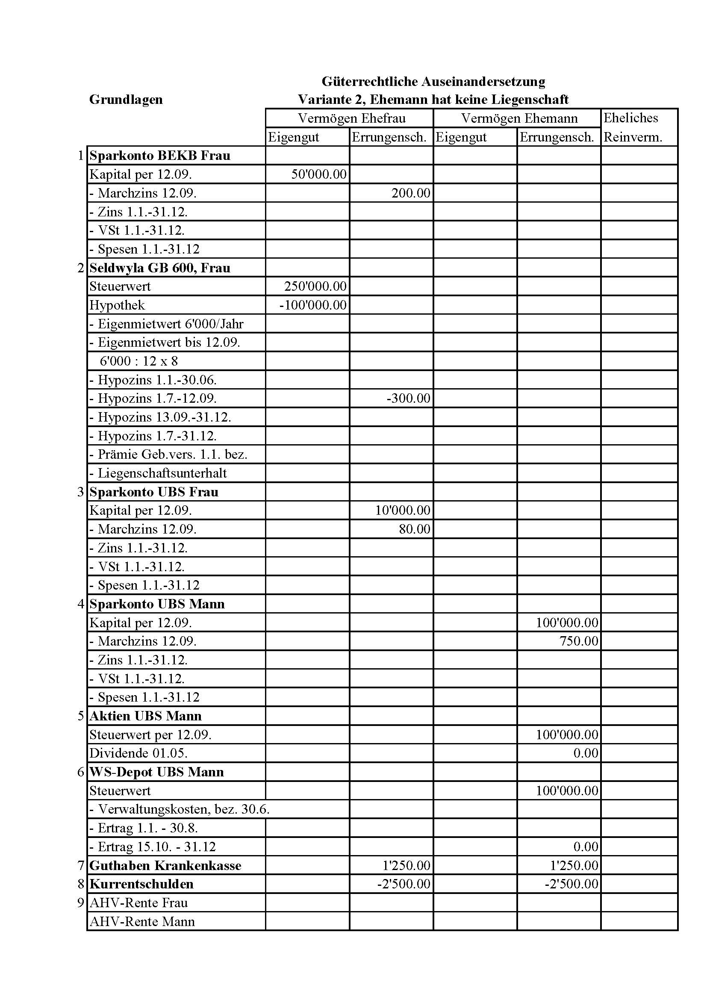 Güterrechtliche Auseinandersetzung
Grundlagen Variante 2, Ehemann hat keine Liegenschaft
Vermögen Ehefrau Vermögen Ehemann Eheliches
Eigengut Errungensch. Eigengut Errungensch. Reinverm.
1 Sparkonto BEKB Frau
Kapital per 12.09. 50'000.00
- Marchzins 12.09. 200.00
- Zins 1.1.-31.12.
- VSt 1.1.-31.12.
- Spesen 1.1.-31.12
2 Seldwyla GB 600, Frau
Steuerwert 250'000.00
Hypothek -100'000.00
- Eigenmietwert 6'000/Jahr
- Eigenmietwert bis 12.09.
6'000 : 12 x 8
- Hypozins 1.1.-30.06.
- Hypozins 1.7.-12.09. -300.00
- Hypozins 13.09.-31.12.
- Hypozins 1.7.-31.12.
- Prämie Geb.vers. 1.1. bez.
- Liegenschaftsunterhalt
3 Sparkonto UBS Frau
Kapital per 12.09. 10'000.00
- Marchzins 12.09. 80.00
- Zins 1.1.-31.12.
- VSt 1.1.-31.12.
- Spesen 1.1.-31.12
4 Sparkonto UBS Mann
Kapital per 12.09. 100'000.00
- Marchzins 12.09. 750.00
- Zins 1.1.-31.12.
- VSt 1.1.-31.12.
- Spesen 1.1.-31.12
5 Aktien UBS Mann
Steuerwert per 12.09. 100'000.00
Dividende 01.05. 0.00
6 WS-Depot UBS Mann
Steuerwert 100'000.00
- Verwaltungskosten, bez. 30.6.
- Ertrag 1.1. - 30.8.
- Ertrag 15.10. - 31.12 0.00
7 Guthaben Krankenkasse 1'250.00 1'250.00
8 Kurrentschulden -2'500.00 -2'500.00
9 AHV-Rente Frau
AHV-Rente Mann